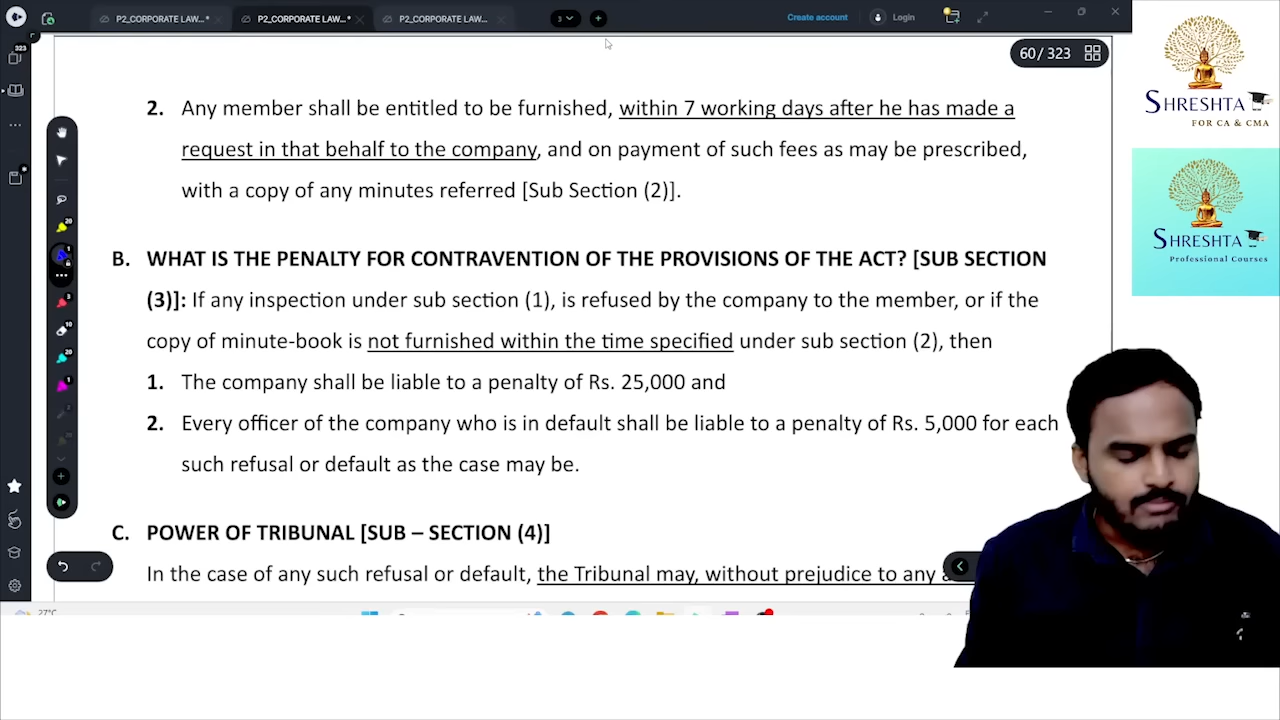 P2_CORPORATE LAW...*
P2_CORPORATE LAW...*
P2_CORPORATE LAW...
3
Create account
Login
323
60 / 323
SHRESHTA
FOR CA & CMA
SHRESHTA
Professional Courses
2. Any member shall be entitled to be furnished, within 7 working days after he has made a
request in that behalf to the company, and on payment of such fees as may be prescribed,
with a copy of any minutes referred [Sub Section (2)].
B. WHAT IS THE PENALTY FOR CONTRAVENTION OF THE PROVISIONS OF THE ACT? [SUB SECTION
(3)]: If any inspection under sub section (1), is refused by the company to the member, or if the
copy of minute-book is not furnished within the time specified under sub section (2), then
1. The company shall be liable to a penalty of Rs. 25,000 and
2. Every officer of the company who is in default shall be liable to a penalty of Rs. 5,000 for each
such refusal or default as the case may be.
C. POWER OF TRIBUNAL [SUB – SECTION (4)]
In the case of any such refusal or default, the Tribunal may, without prejudice to any
20
1
3
10
20
1
27°C